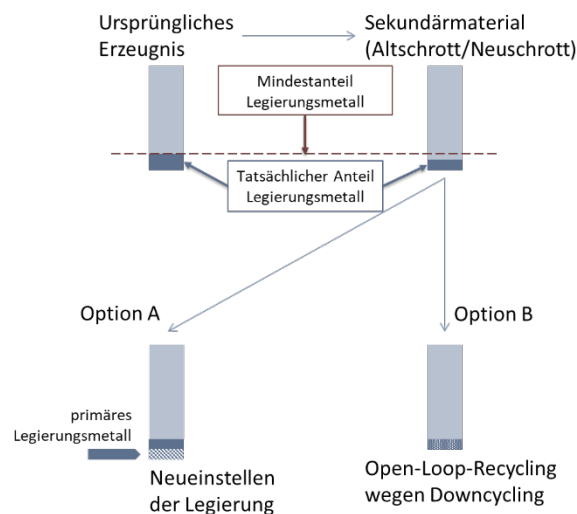 Ursprüngliches
Erzeugnis
Sekundärmaterial
(Altschrott/Neuschrott)
Mindestanteil
Legierungsmetall
Tatsächlicher Anteil
Legierungsmetall
Option A
Option B
primäres
Legierungsmetall
Neueinstellen
der Legierung
Open-Loop-Recycling
wegen Downcycling